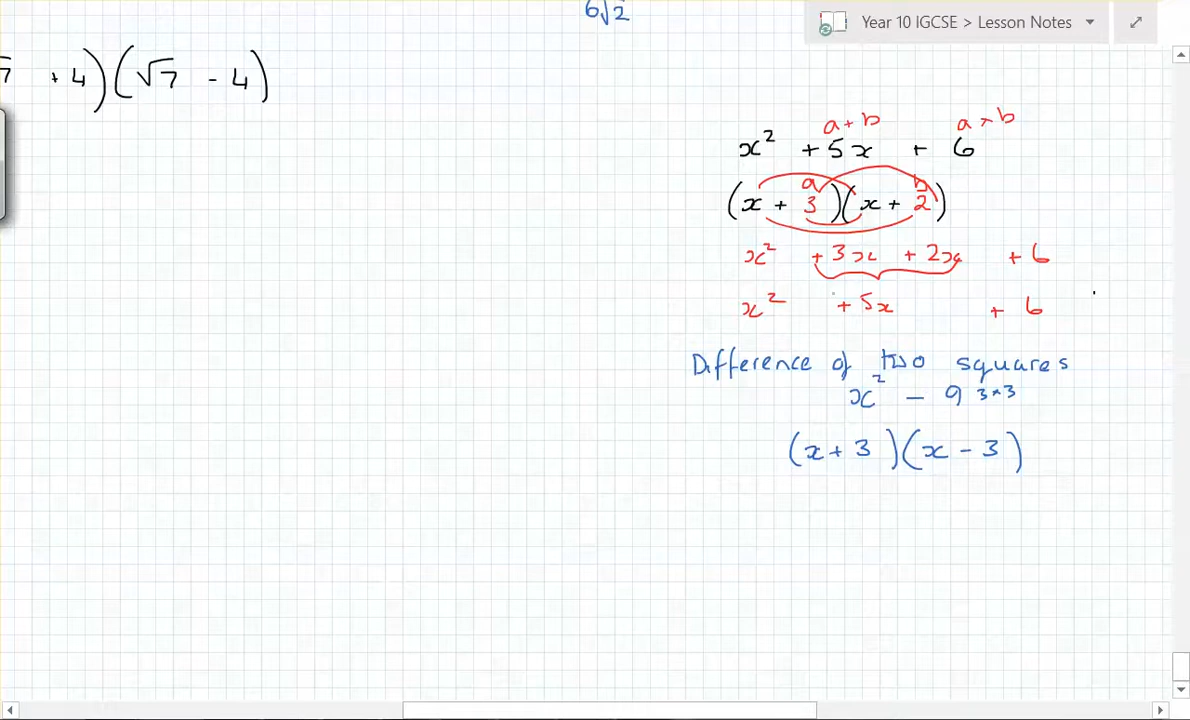 6√2
Year 10 IGCSE > Lesson Notes
7 + 4)(√7 - 4)
a + b a × b
x² + 5x + 6
a b
(x + 3)(x + 2)
x² + 3x + 2x + 6
x² + 5x + 6
Difference of two squares
x² - 9 3×3
(x + 3)(x - 3)